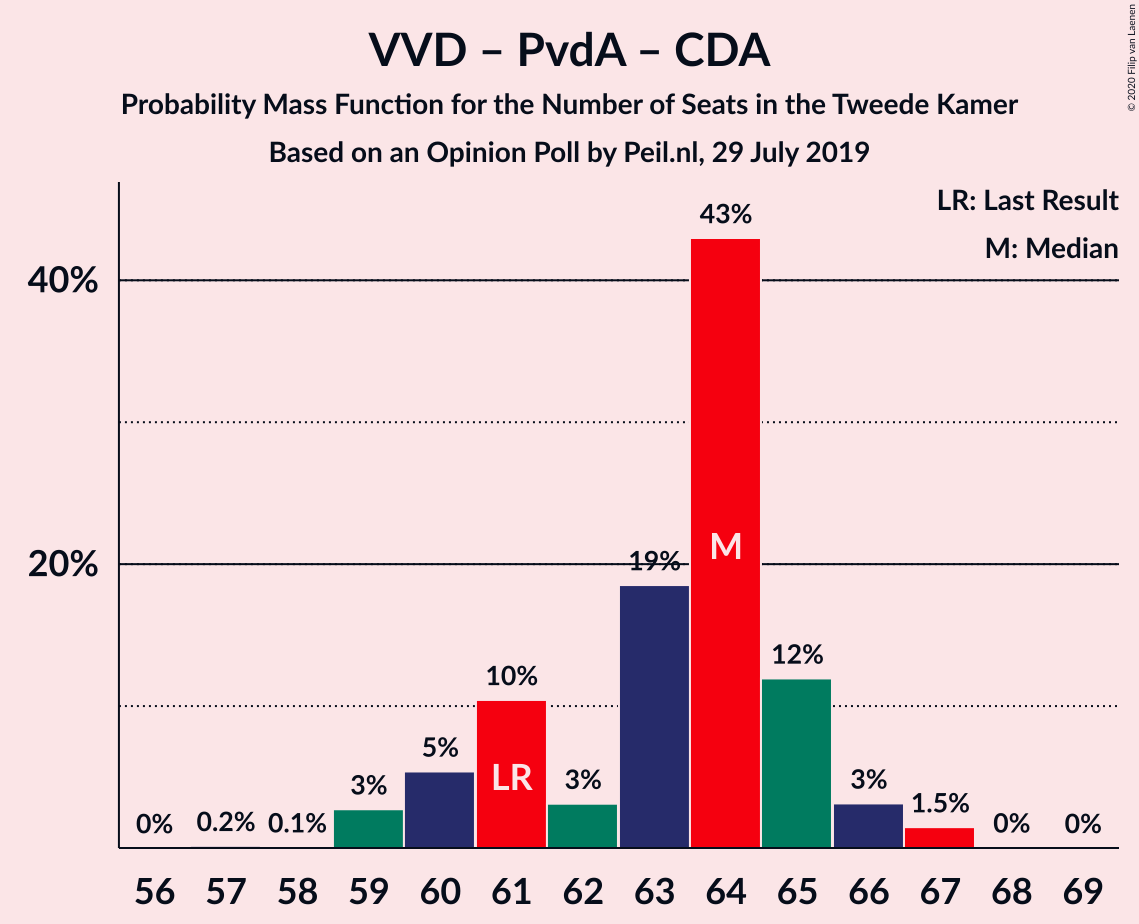 VVD – PvdA – CDA
Probability Mass Function for the Number of Seats in the Tweede Kamer
Based on an Opinion Poll by Peil.nl, 29 July 2019
© 2020 Filip van Laenen
LR: Last Result
M: Median
40%
20%
0%
0.2%
0.1%
3%
5%
10%
3%
19%
43%
12%
3%
1.5%
0%
0%
LR
M
56 57 58 59 60 61 62 63 64 65 66 67 68 69